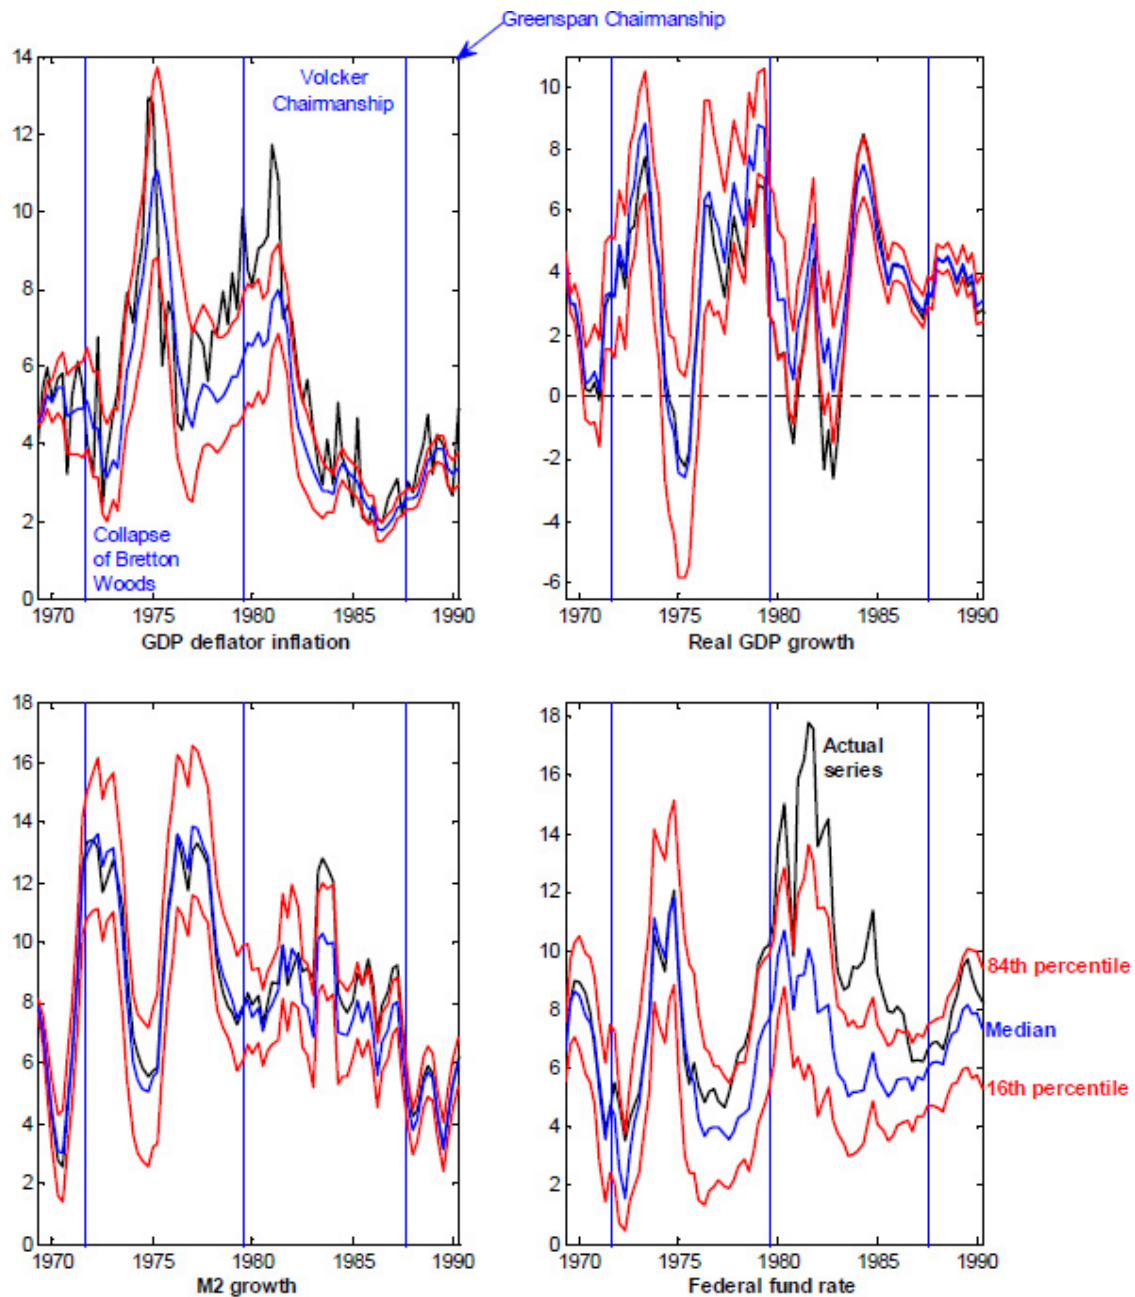 Greenspan Chairmanship
14
12
10
8
6
4
2
0
Volcker
Chairmanship
Collapse
of Bretton
Woods
1970 1975 1980 1985 1990
GDP deflator inflation
10
8
6
4
2
0
-2
-4
-6
1970 1975 1980 1985 1990
Real GDP growth
18
16
14
12
10
8
6
4
2
0
1970 1975 1980 1985 1990
M2 growth
18
16
14
12
10
8
6
4
2
0
Actual
series
84th percentile
Median
16th percentile
1970 1975 1980 1985 1990
Federal fund rate